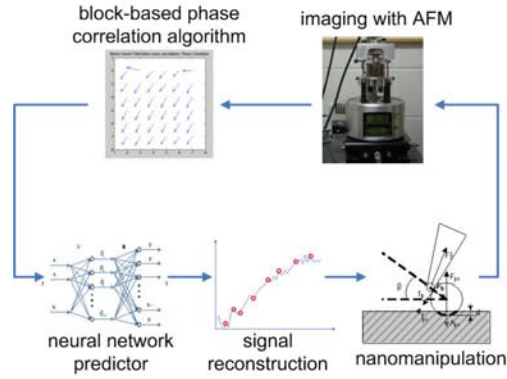 block-based phase
correlation algorithm
imaging with AFM
neural network
predictor
signal
reconstruction
nanomanipulation